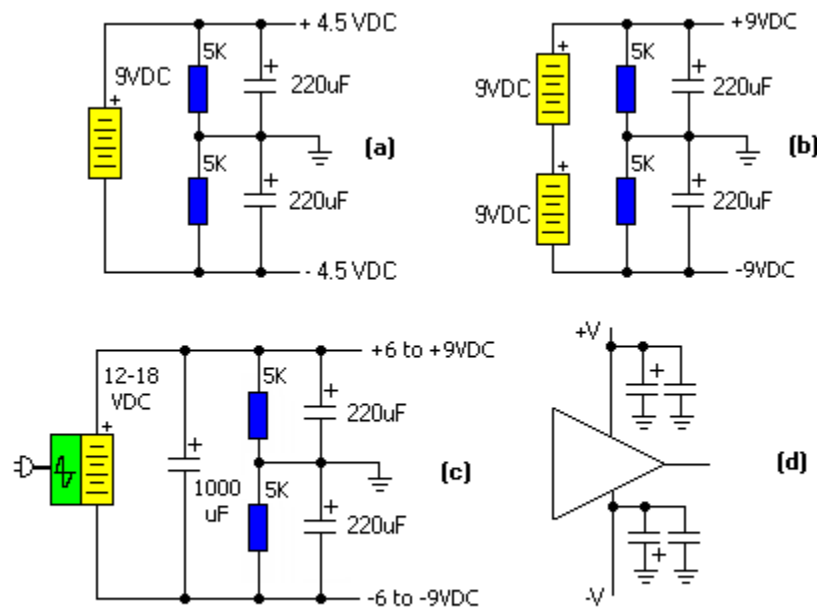 + 4.5 VDC
5K
9VDC
+
+
220uF
(a)
5K
+
220uF
- 4.5 VDC
+9VDC
5K
+
+
9VDC
220uF
(b)
5K
+
+
9VDC
220uF
-9VDC
+6 to +9VDC
12-18
VDC
5K
+
+
220uF
+
(c)
1000
uF
5K
+
220uF
-6 to -9VDC
+V
+
(d)
+
-V